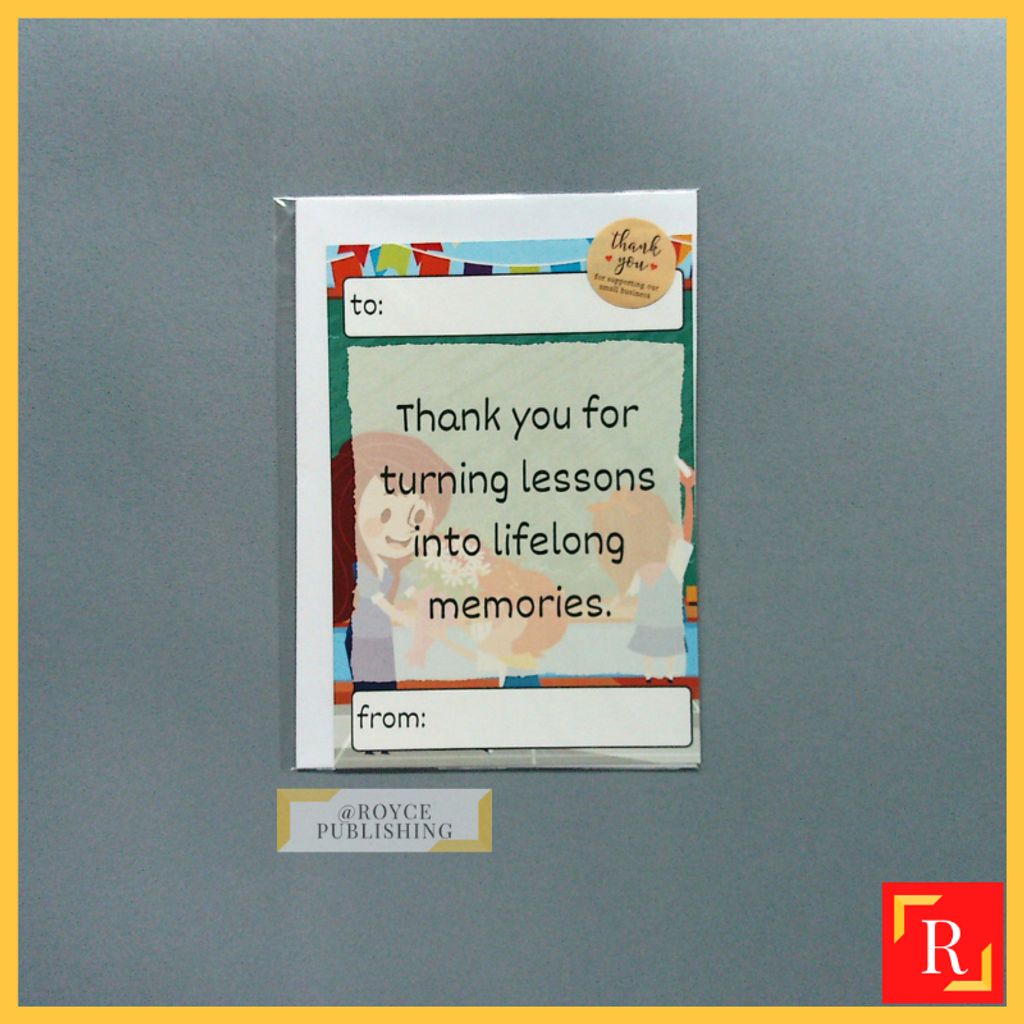 thank
you
for supporting our
small business
to:
Thank you for
turning lessons
into lifelong
memories.
from:
@ROYCE
PUBLISHING
R